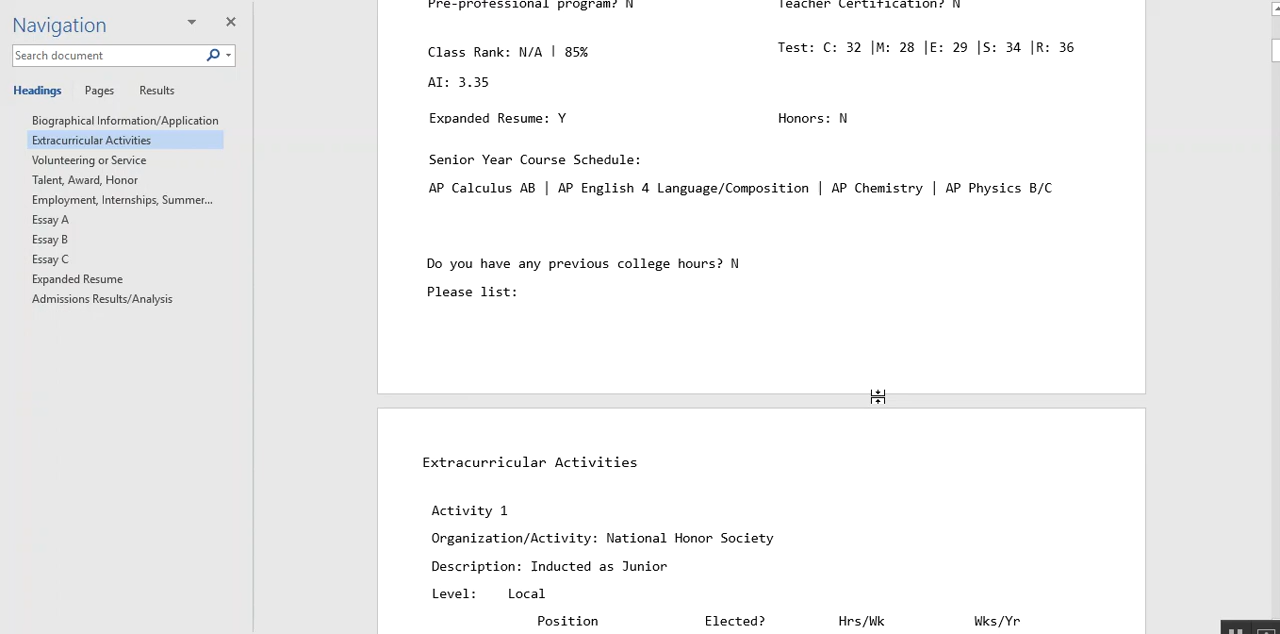 Navigation
Search document
Headings Pages Results
Biographical Information/Application
Extracurricular Activities
Volunteering or Service
Talent, Award, Honor
Employment, Internships, Summer...
Essay A
Essay B
Essay C
Expanded Resume
Admissions Results/Analysis
Pre-professional program? N Teacher Certification? N
Class Rank: N/A | 85% Test: C: 32 |M: 28 |E: 29 |S: 34 |R: 36
AI: 3.35
Expanded Resume: Y Honors: N
Senior Year Course Schedule:
AP Calculus AB | AP English 4 Language/Composition | AP Chemistry | AP Physics B/C
Do you have any previous college hours? N
Please list:
Extracurricular Activities
Activity 1
Organization/Activity: National Honor Society
Description: Inducted as Junior
Level: Local
Position Elected? Hrs/Wk Wks/Yr